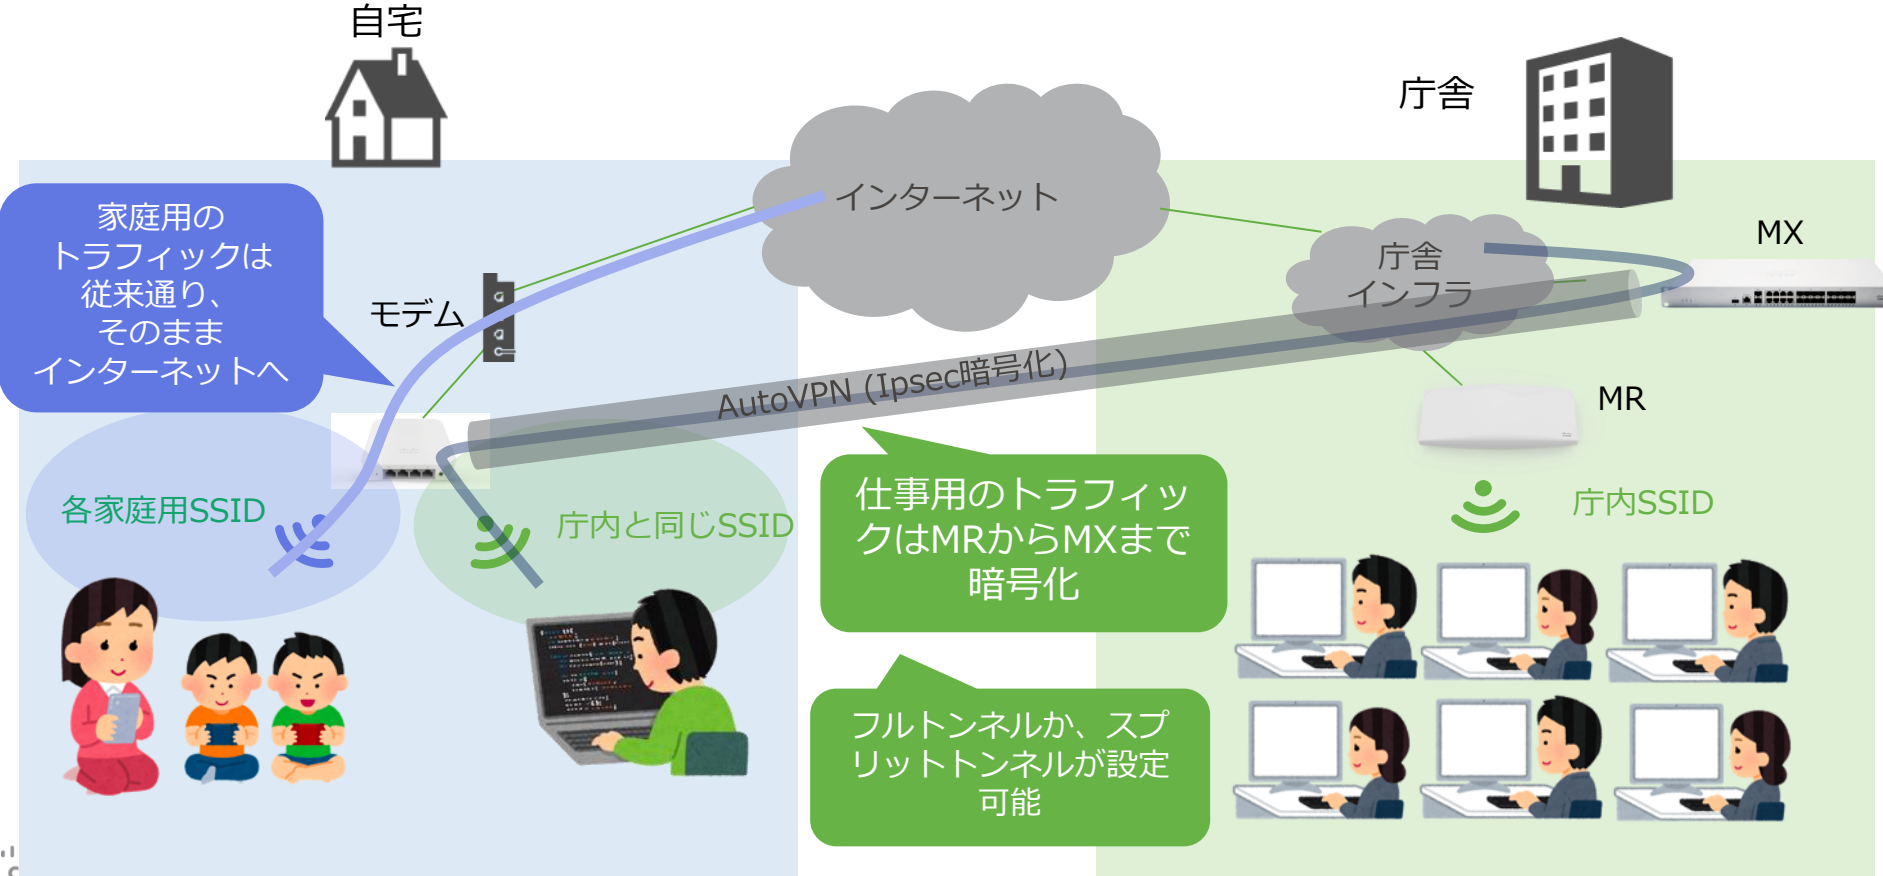 自宅
庁舎
インターネット
家庭用の
トラフィックは
従来通り、
そのまま
インターネットへ
モデム
庁舎
インフラ
MX
AutoVPN (Ipsec暗号化)
MR
各家庭用SSID
庁内と同じSSID
仕事用のトラフィッ
クはMRからMXまで
暗号化
庁内SSID
フルトンネルか、スプ
リットトンネルが設定
可能